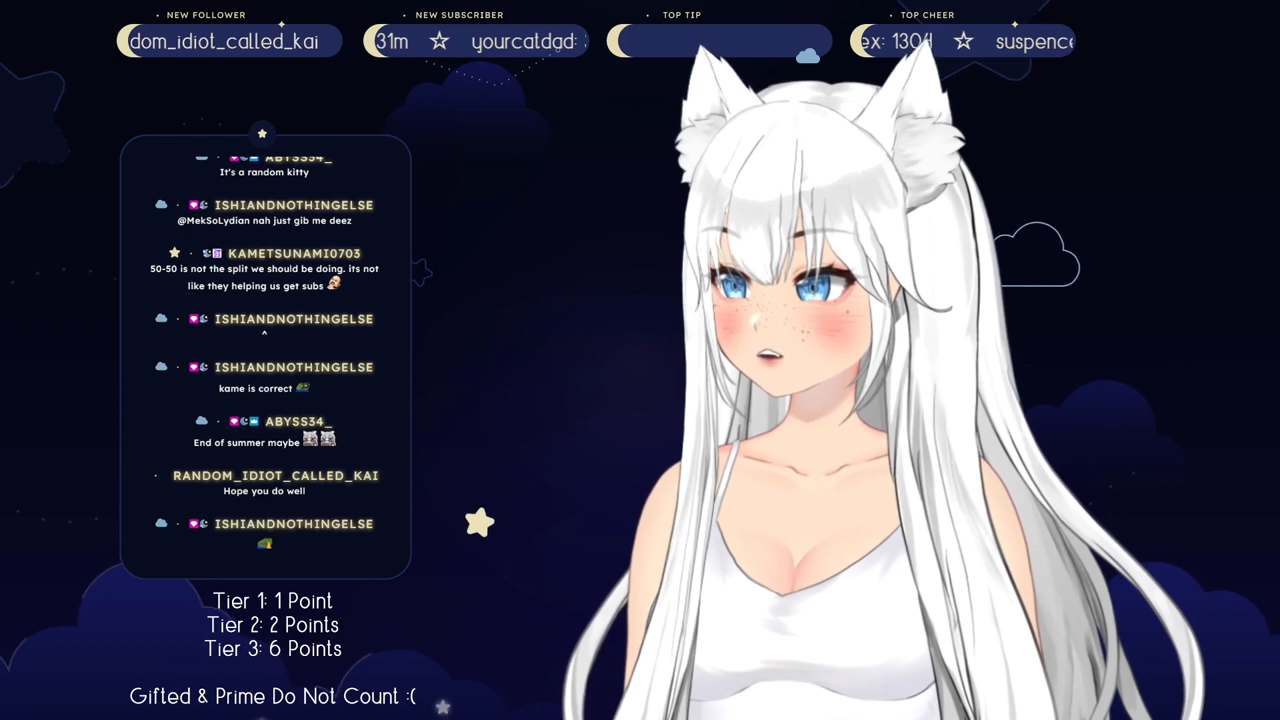 NEW FOLLOWER
dom_idiot_called_kai
NEW SUBSCRIBER
31m ☆ yourcatdad:
TOP TIP
TOP CHEER
ex: 1304 ☆ suspence
ABYSS34_
It's a random kitty
ISHIANDNOTHINGELSE
@MekSoLydian nah just gib me deez
KAMETSUNAMI0703
50-50 is not the split we should be doing. its not
like they helping us get subs
ISHIANDNOTHINGELSE
^
ISHIANDNOTHINGELSE
kame is correct
ABYSS34_
End of summer maybe
RANDOM_IDIOT_CALLED_KAI
Hope you do well
ISHIANDNOTHINGELSE
Tier 1: 1 Point
Tier 2: 2 Points
Tier 3: 6 Points
Gifted & Prime Do Not Count :(